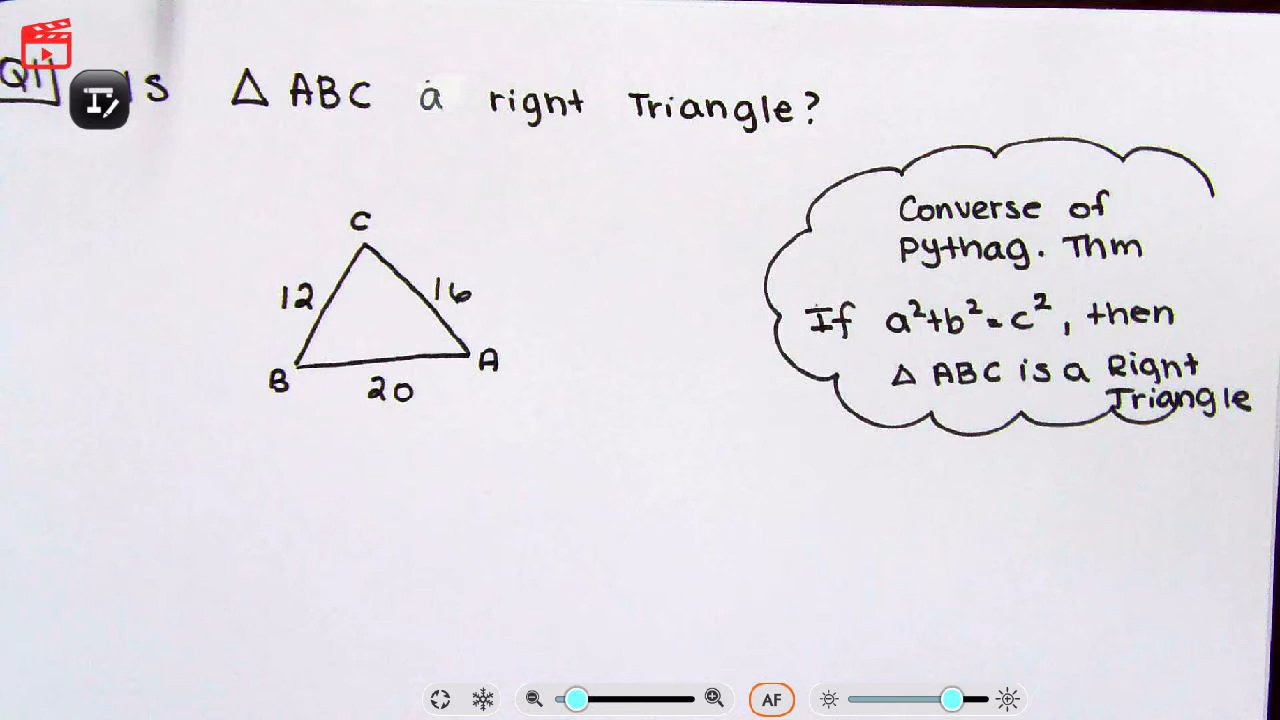 Q1 Is △ ABC a right Triangle?
C
12
16
B
20
A
Converse of
Pythag. Thm
If a²+b²=c², then
△ ABC is a Right
Triangle
AF